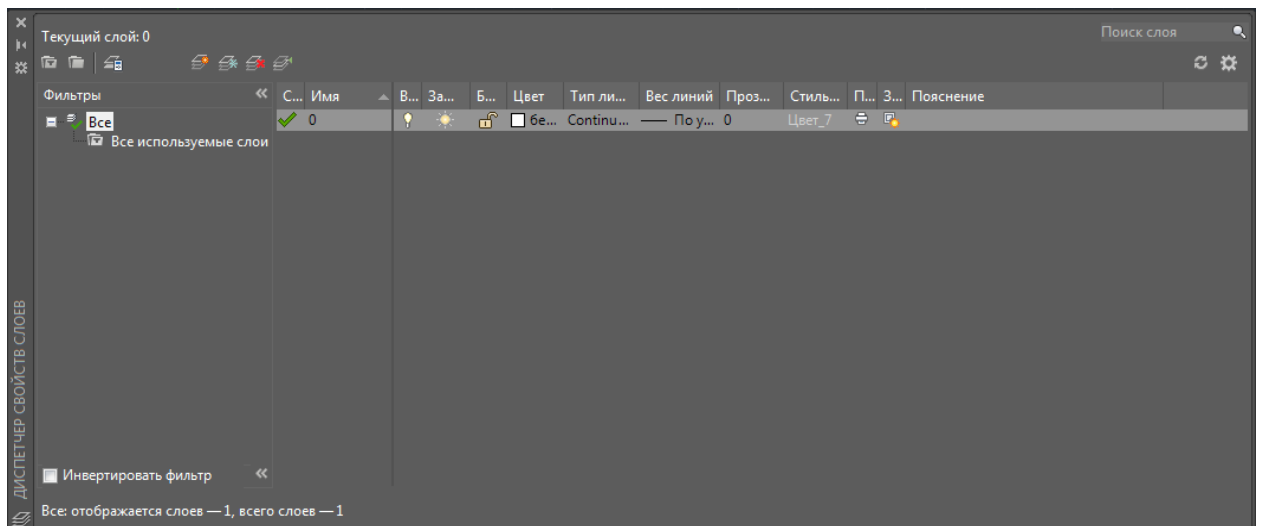 Текущий слой: 0
Поиск слоя
Фильтры
С... Имя В... За... Б... Цвет Тип ли... Вес линий Проз... Стиль... П... З... Пояснение
Все
0 бе... Continu... По у... 0 Цвет_7
Все используемые слои
Инвертировать фильтр
Все: отображается слоев — 1, всего слоев — 1
ДИСПЕТЧЕР СВОЙСТВ СЛОЕВ